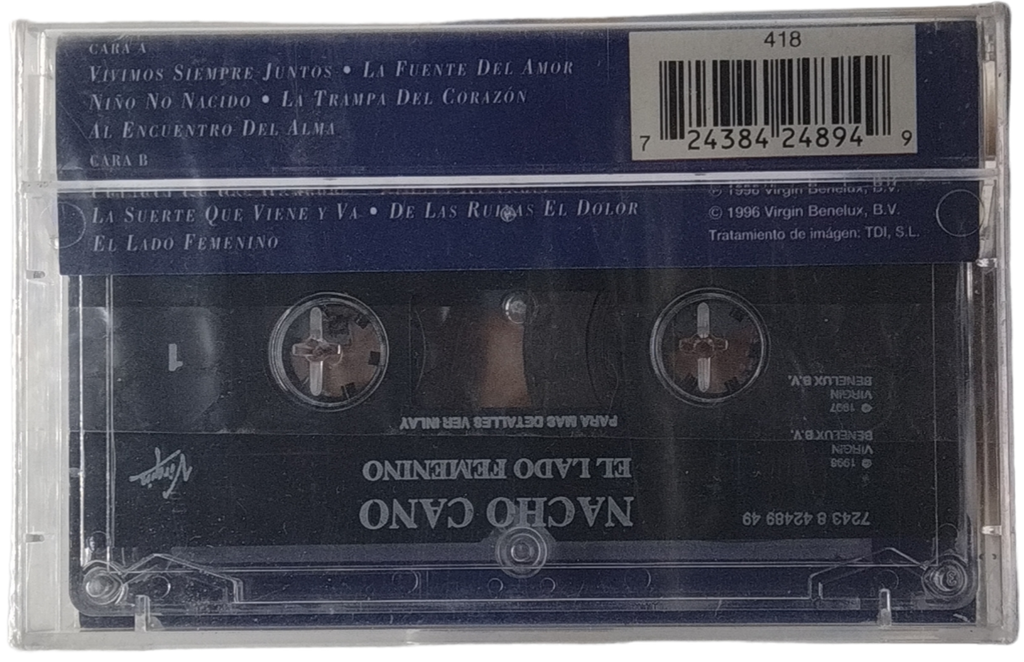 CARA A
VIVIMOS SIEMPRE JUNTOS • LA FUENTE DEL AMOR
NIÑO NO NACIDO • LA TRAMPA DEL CORAZÓN
AL ENCUENTRO DEL ALMA
CARA B
418
7 24384 24894 9
LA SUERTE QUE VIENE Y VA • DE LAS RUINAS EL DOLOR
EL LADO FEMENINO
℗ 1996 Virgin Benelux, B.V.
© 1996 Virgin Benelux, B.V.
Tratamiento de imágen: TDI, S.L.
1
PARA MAS DETALLES VER INLAY
VIRGIN
BENELUX B.V.
VIRGIN
BENELUX B.V.
Virgin
NACHO CANO
EL LADO FEMENINO
7243 8 42489 49